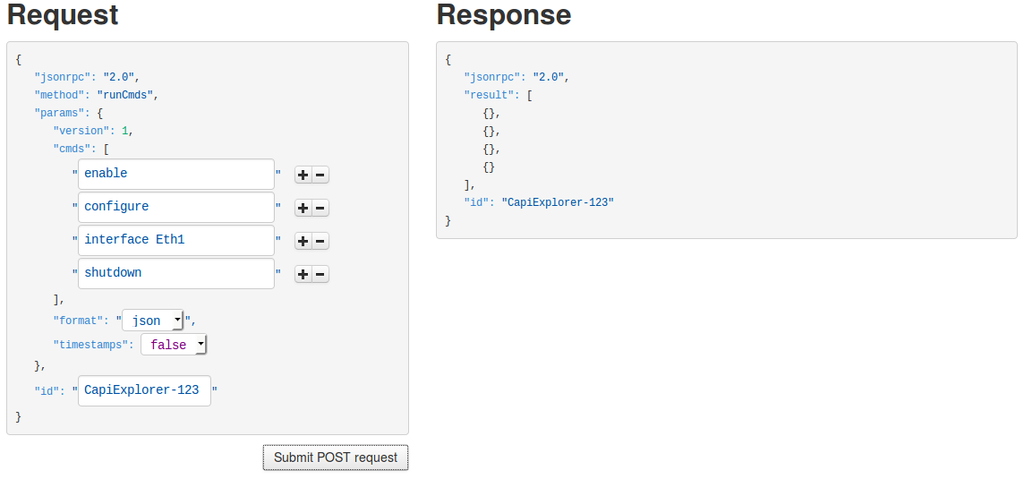 Request
{
"jsonrpc": "2.0",
"method": "runCmds",
"params": {
"version": 1,
"cmds": [
"enable" + -
"configure" + -
"interface Eth1" + -
"shutdown" + -
],
"format": "json",
"timestamps": false
},
"id": "CapiExplorer-123"
}
Submit POST request
Response
{
"jsonrpc": "2.0",
"result": [
{},
{},
{},
{}
],
"id": "CapiExplorer-123"
}